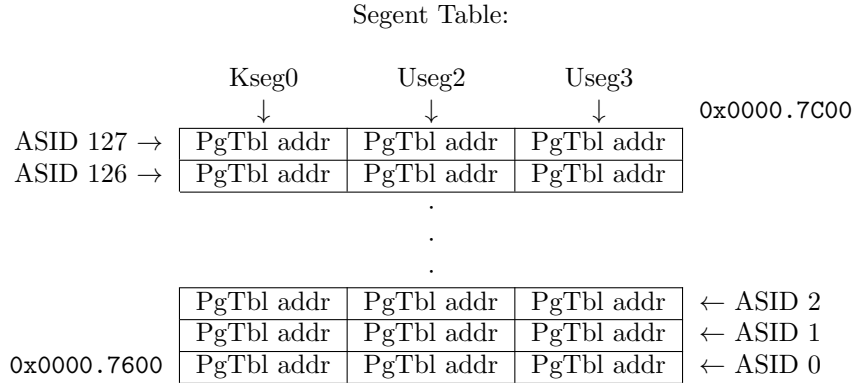 Segent Table:
Kseg0 Useg2 Useg3
↓ ↓ ↓ 0x0000.7C00
ASID 127 → PgTbl addr PgTbl addr PgTbl addr
ASID 126 → PgTbl addr PgTbl addr PgTbl addr
.
.
.
PgTbl addr PgTbl addr PgTbl addr ← ASID 2
PgTbl addr PgTbl addr PgTbl addr ← ASID 1
0x0000.7600 PgTbl addr PgTbl addr PgTbl addr ← ASID 0